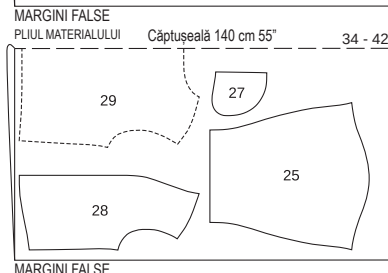 MARGINI FALSE
PLIUL MATERIALULUI Căptușeală 140 cm 55” 34 - 42
29
27
25
28
MARGINI FALSE